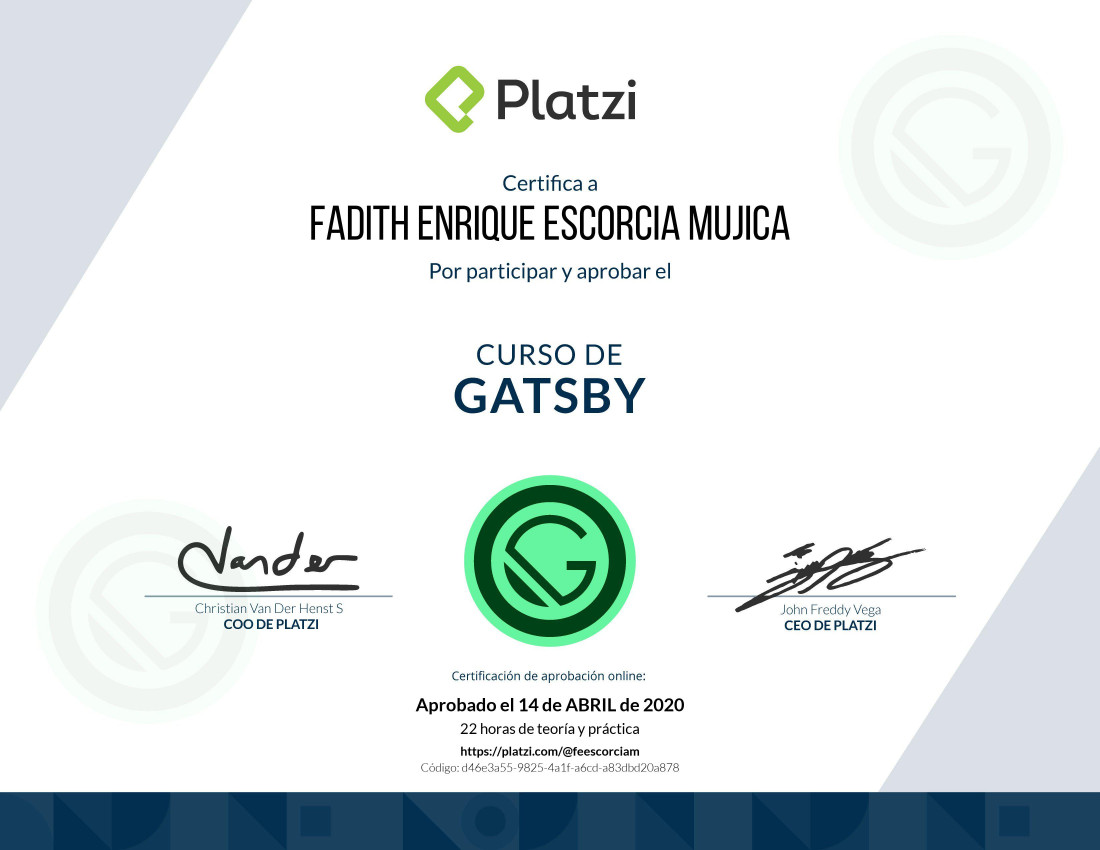 Platzi
Certifica a
FADITH ENRIQUE ESCORCIA MUJICA
Por participar y aprobar el
CURSO DE
GATSBY
Vander
Christian Van Der Henst S
COO DE PLATZI
John Freddy Vega
CEO DE PLATZI
Certificación de aprobación online:
Aprobado el 14 de ABRIL de 2020
22 horas de teoría y práctica
https://platzi.com/@feescorciam
Código: d46e3a55-9825-4a1f-a6cd-a83dbd20a878